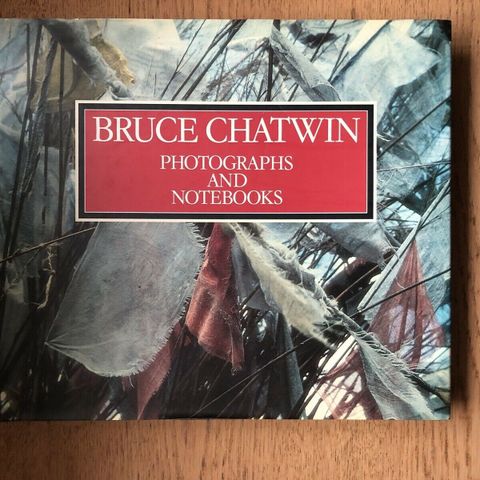 BRUCE CHATWIN
PHOTOGRAPHS
AND
NOTEBOOKS